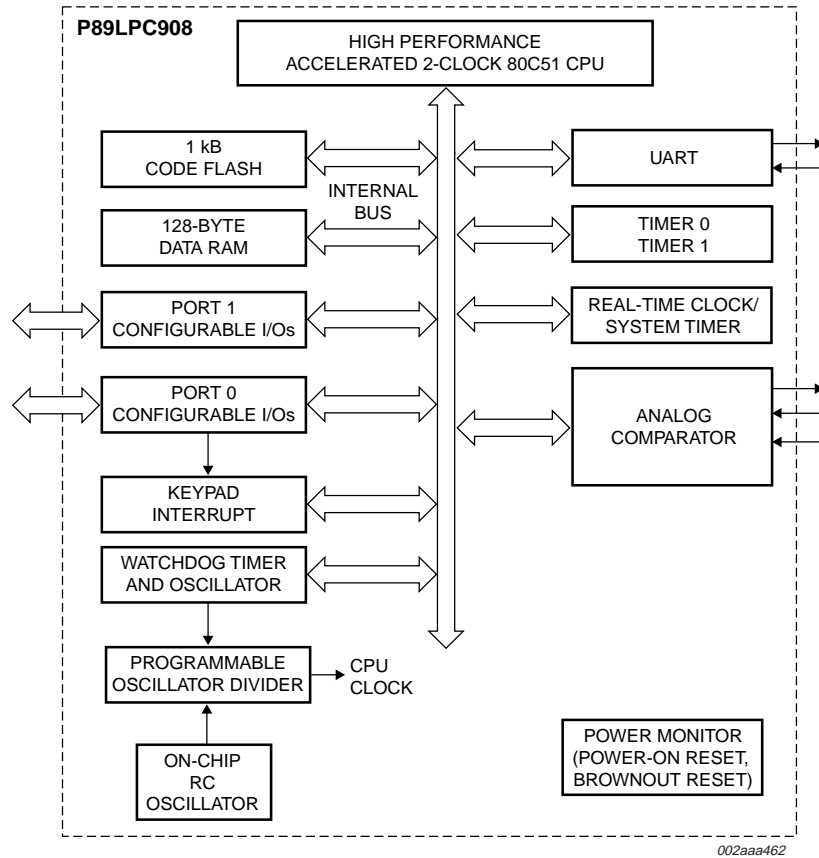 P89LPC908
HIGH PERFORMANCE
ACCELERATED 2-CLOCK 80C51 CPU
1 kB
CODE FLASH
INTERNAL
BUS
UART
128-BYTE
DATA RAM
TIMER 0
TIMER 1
PORT 1
CONFIGURABLE I/Os
REAL-TIME CLOCK/
SYSTEM TIMER
PORT 0
CONFIGURABLE I/Os
ANALOG
COMPARATOR
KEYPAD
INTERRUPT
WATCHDOG TIMER
AND OSCILLATOR
PROGRAMMABLE
OSCILLATOR DIVIDER
CPU
CLOCK
ON-CHIP
RC
OSCILLATOR
POWER MONITOR
(POWER-ON RESET,
BROWNOUT RESET)
002aaa462